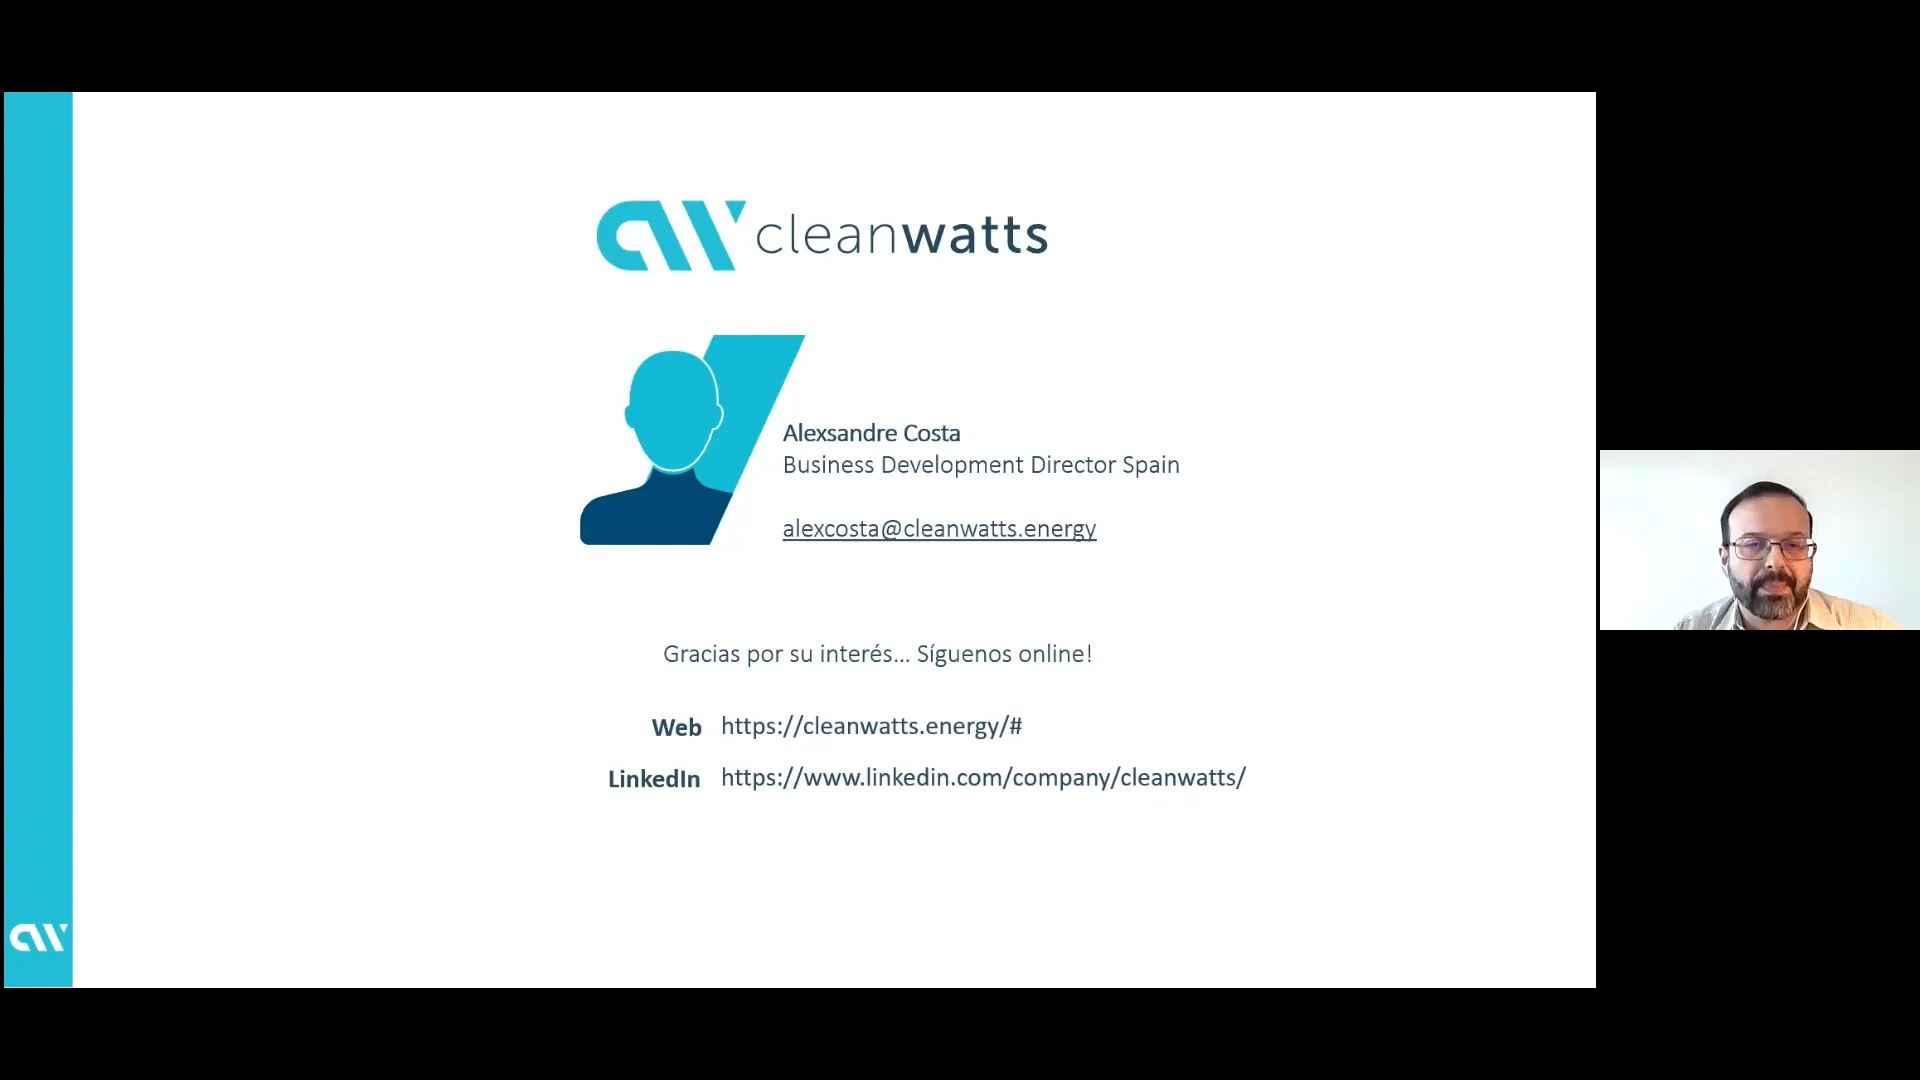 cleanwatts
Alexsandre Costa
Business Development Director Spain
alexcosta@cleanwatts.energy
Gracias por su interés... Síguenos online!
Web https://cleanwatts.energy/#
LinkedIn https://www.linkedin.com/company/cleanwatts/